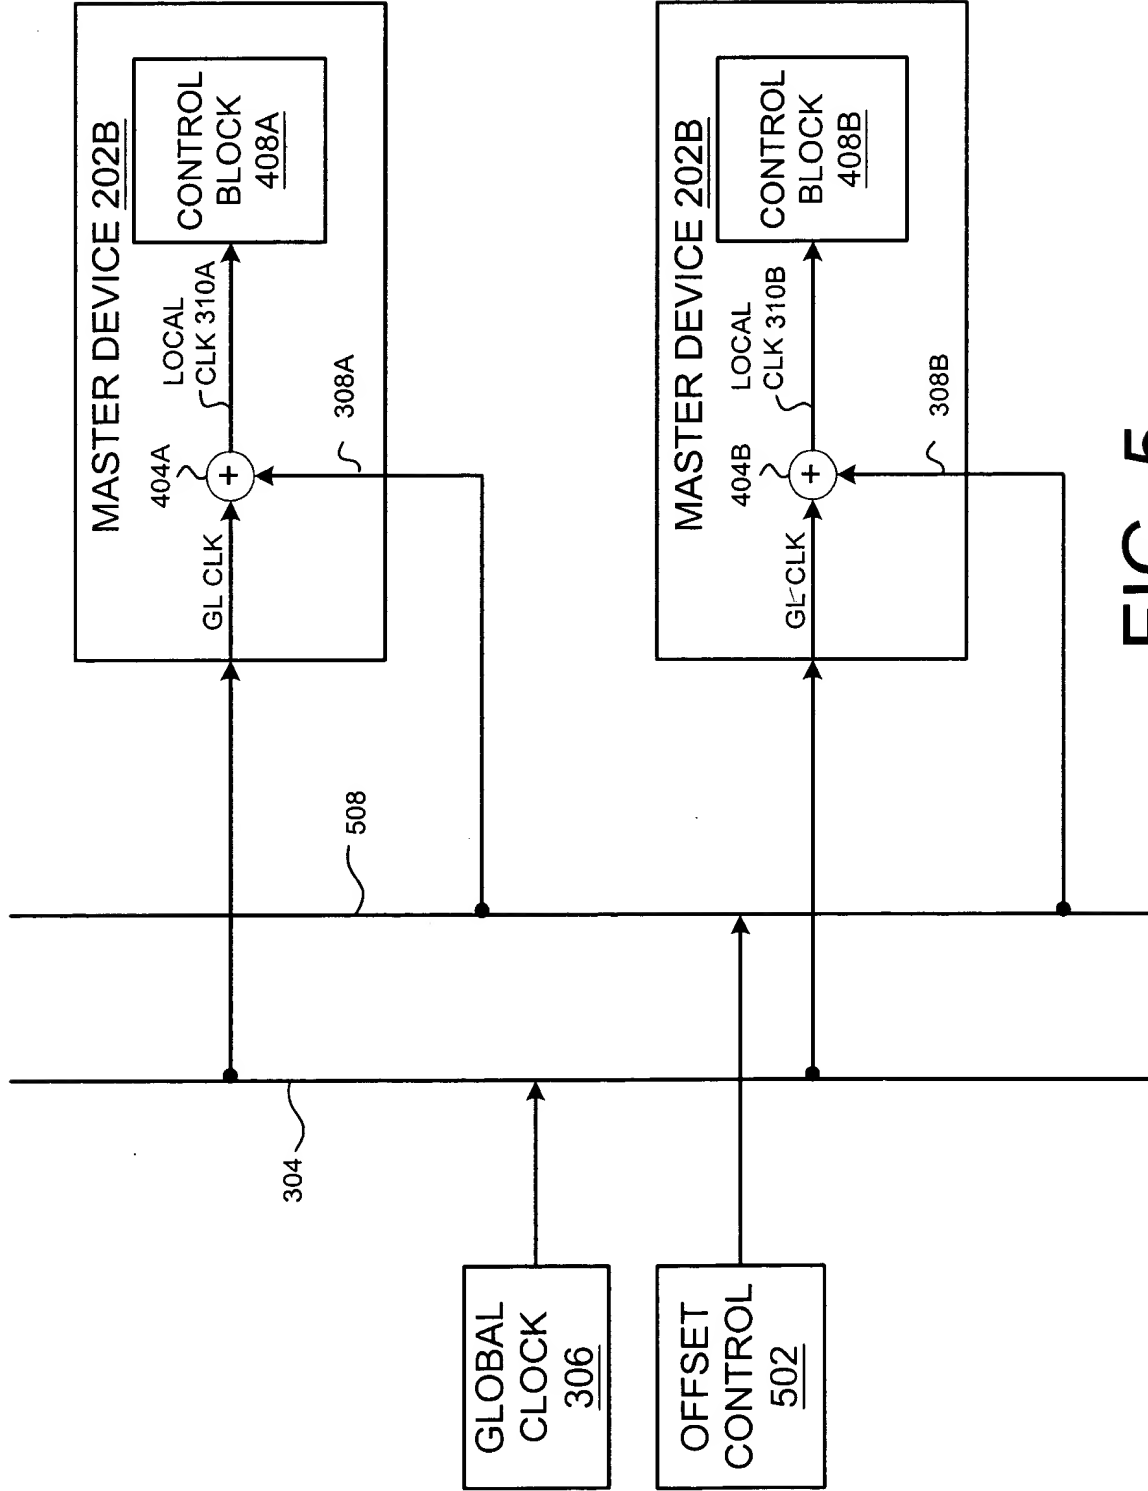 MASTER DEVICE 202B
CONTROL
BLOCK
408A
LOCAL
CLK 310A
404A
GL CLK
308A
508
304
GLOBAL
CLOCK
306
MASTER DEVICE 202B
CONTROL
BLOCK
408B
LOCAL
CLK 310B
404B
GL CLK
308B
OFFSET
CONTROL
502